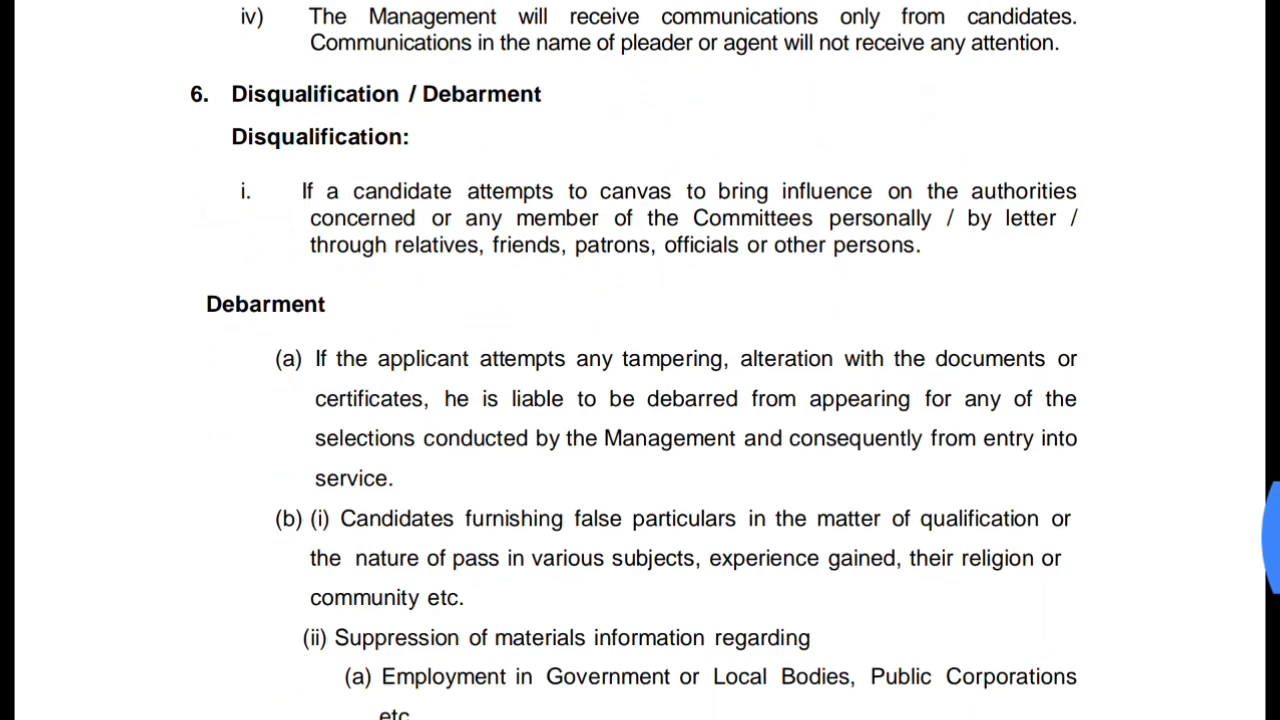 iv) The Management will receive communications only from candidates.
Communications in the name of pleader or agent will not receive any attention.
6. Disqualification / Debarment
Disqualification:
i. If a candidate attempts to canvas to bring influence on the authorities
concerned or any member of the Committees personally / by letter /
through relatives, friends, patrons, officials or other persons.
Debarment
(a) If the applicant attempts any tampering, alteration with the documents or
certificates, he is liable to be debarred from appearing for any of the
selections conducted by the Management and consequently from entry into
service.
(b) (i) Candidates furnishing false particulars in the matter of qualification or
the nature of pass in various subjects, experience gained, their religion or
community etc.
(ii) Suppression of materials information regarding
(a) Employment in Government or Local Bodies, Public Corporations
etc